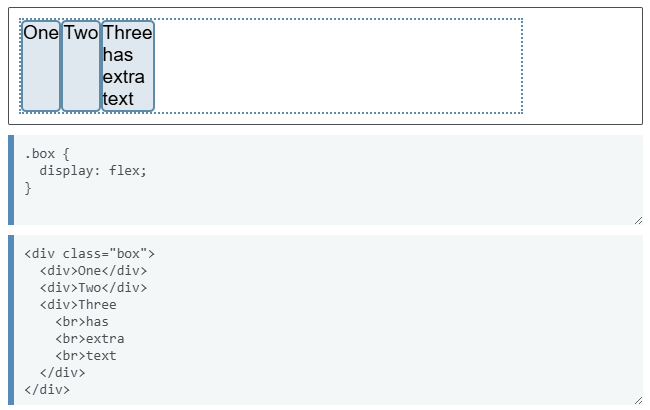 One Two Three
has
extra
text
.box {
  display: flex;
}
<div class="box">
  <div>One</div>
  <div>Two</div>
  <div>Three
    <br>has
    <br>extra
    <br>text
  </div>
</div>